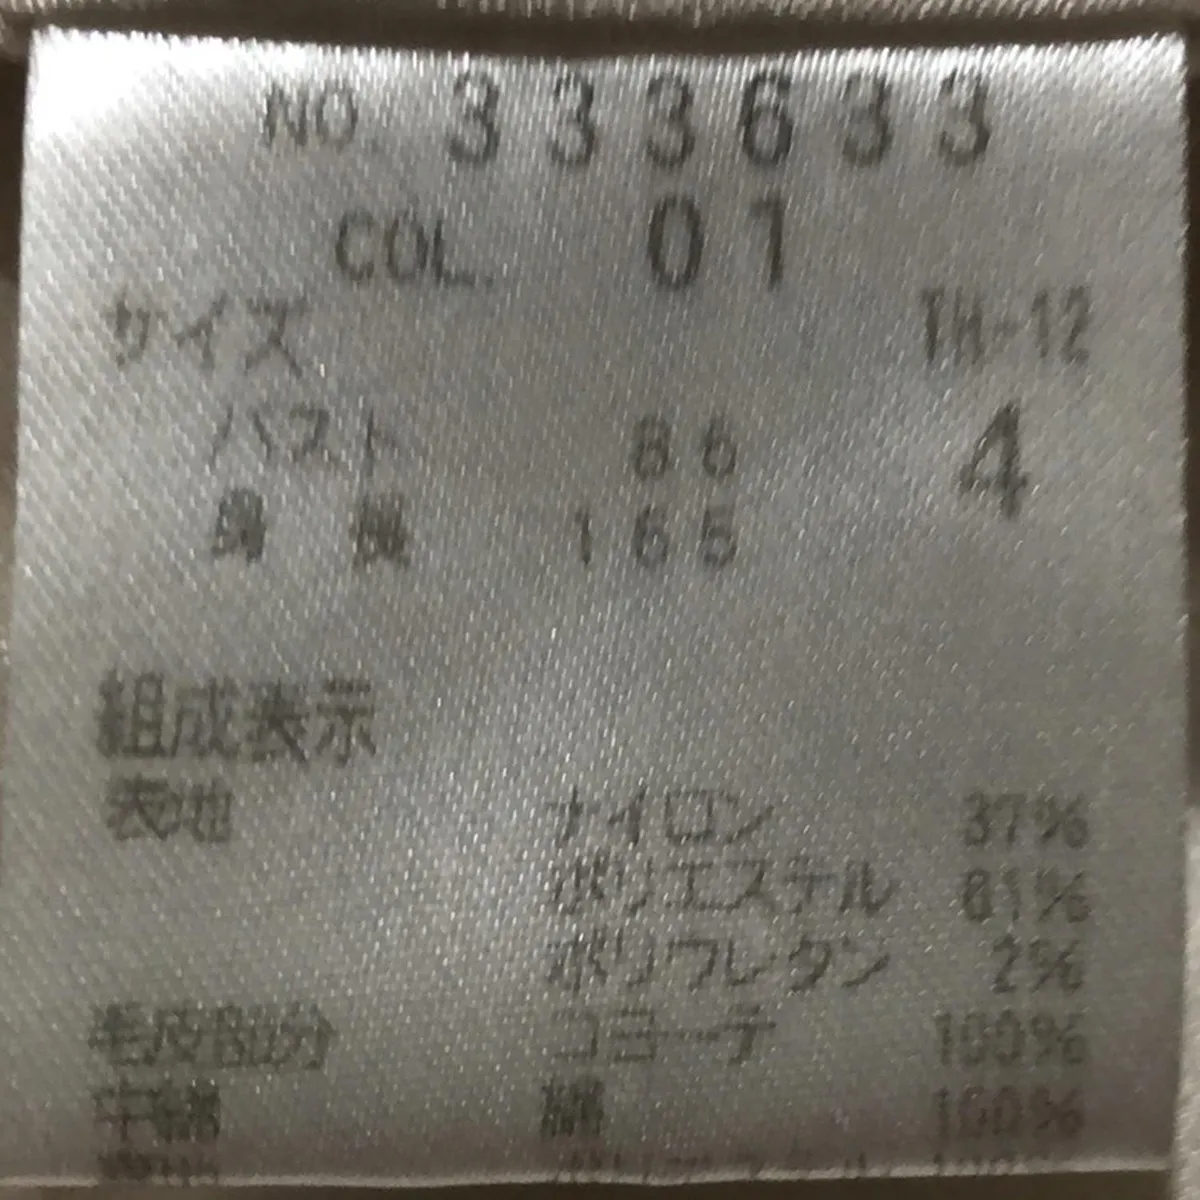 NO. 333633
COL. 01
サイズ TH-12
バスト 86 4
身長 165
組成表示
表地 ナイロン 37%
ポリエステル 61%
ポリウレタン 2%
毛皮部分 コヨーテ 100%
中綿 綿 100%